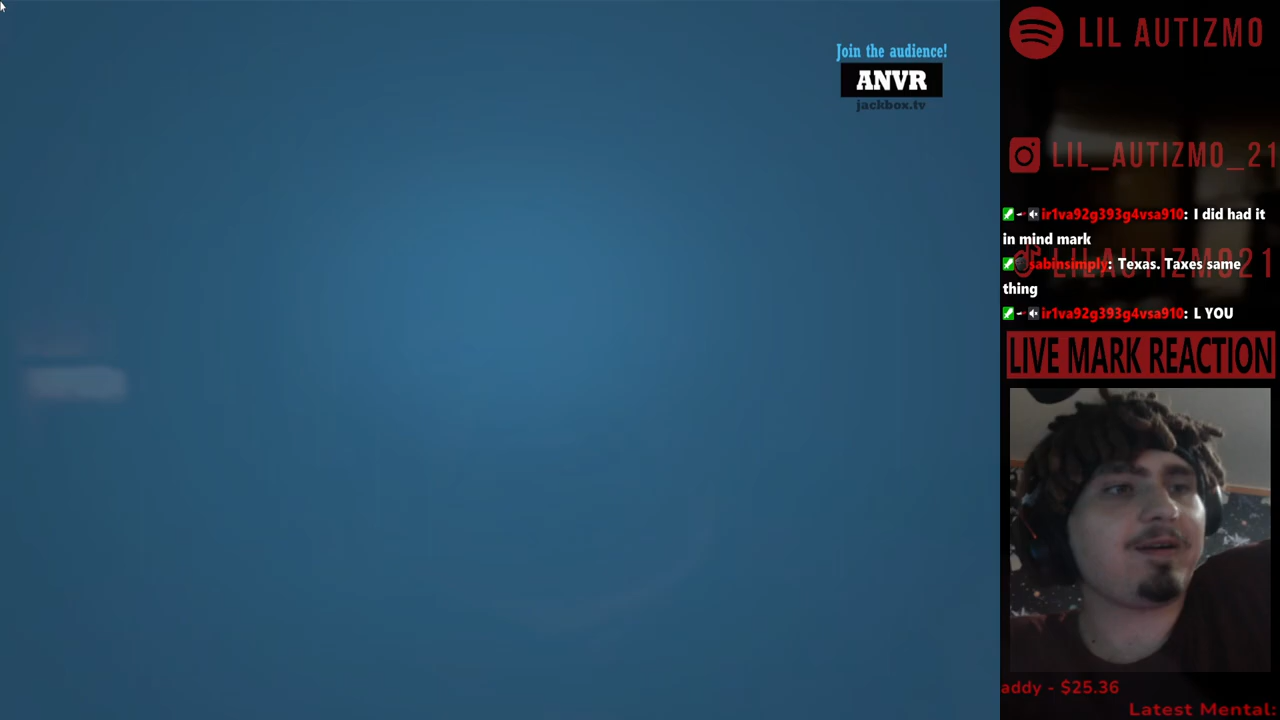 Join the audience!
ANVR
jackbox.tv
LIL AUTIZMO
LIL_AUTIZMO_21
ir1va92g393g4vsa910: I did had it
in mind mark
sabinsimply: Texas. Taxes same
thing
ir1va92g393g4vsa910: L YOU
LIVE MARK REACTION
addy - $25.36
Latest Mental: